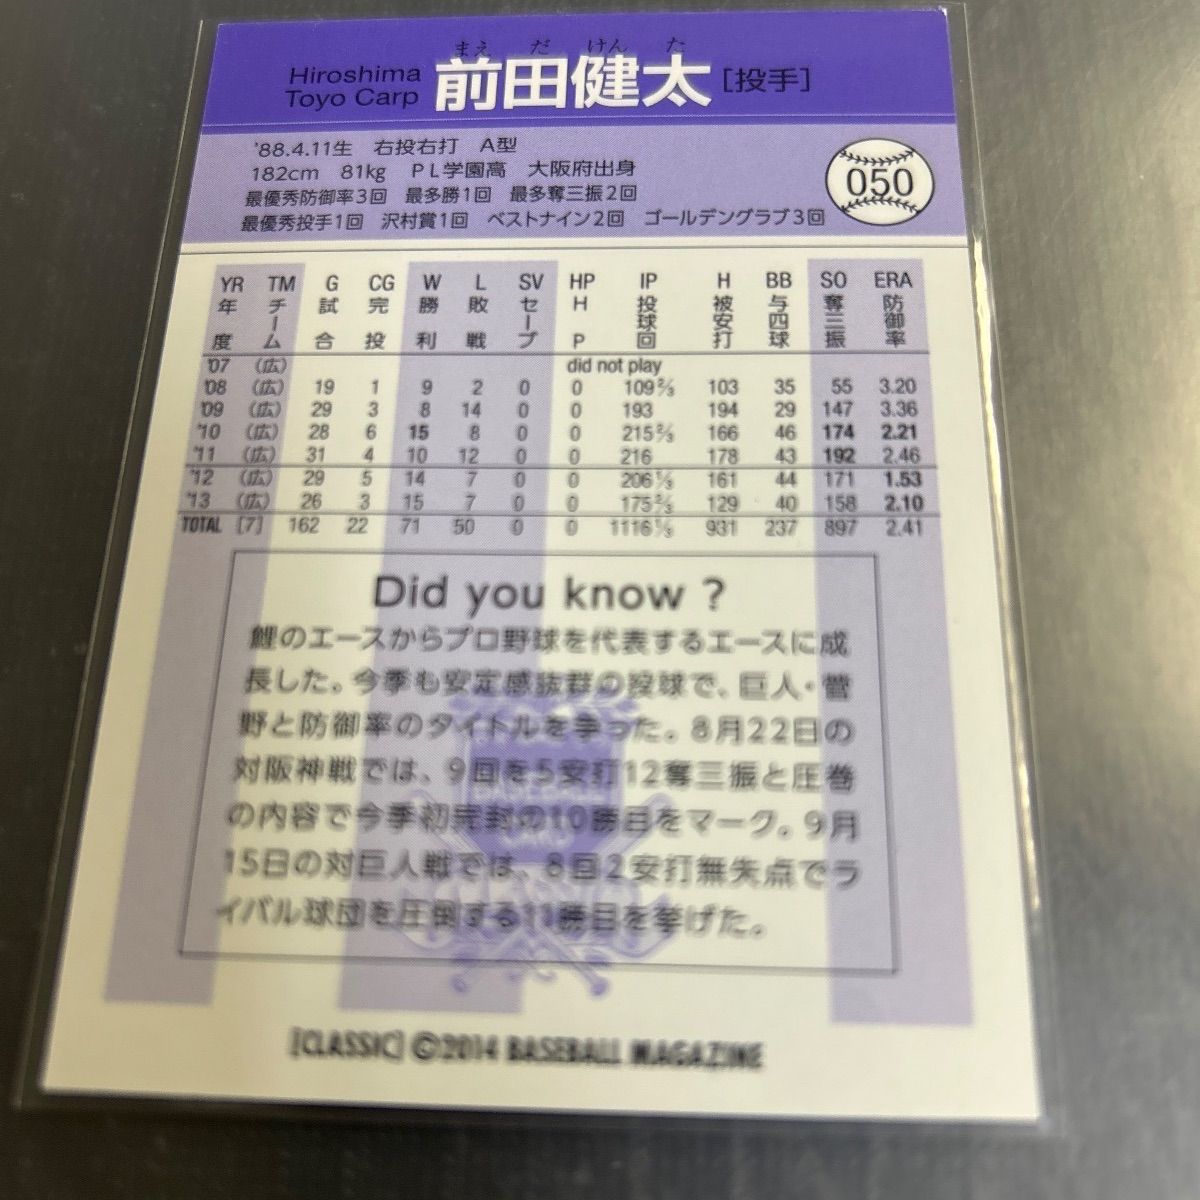 まえ だ けん た
Hiroshima
Toyo Carp 前田健太 [投手]
'88.4.11生 右投右打 A型
182cm 81kg PL学園高 大阪府出身
最優秀防御率3回 最多勝1回 最多奪三振2回
最優秀投手1回 沢村賞1回 ベストナイン2回 ゴールデングラブ3回
050
YR TM G CG W L SV HP IP H BB SO ERA
年度 チーム 試合 完投 勝利 敗戦 セーブ HP 投球回 被安打 与四球 奪三振 防御率
'07 (広) did not play
'08 (広) 19 1 9 2 0 0 109 2/3 103 35 55 3.20
'09 (広) 29 3 8 14 0 0 193 194 29 147 3.36
'10 (広) 28 6 15 8 0 0 215 2/3 166 46 174 2.21
'11 (広) 31 4 10 12 0 0 216 178 43 192 2.46
'12 (広) 29 5 14 7 0 0 206 1/3 161 44 171 1.53
'13 (広) 26 3 15 7 0 0 175 2/3 129 40 158 2.10
TOTAL [7] 162 22 71 50 0 0 1116 1/3 931 237 897 2.41
Did you know ?
鯉のエースからプロ野球を代表するエースに成
長した。今季も安定感抜群の投球で、巨人・菅
野と防御率のタイトルを争った。8月22日の
対阪神戦では、9回を5安打12奪三振と圧巻
の内容で今季初完封の10勝目をマーク。9月
15日の対巨人戦では、8回2安打無失点でラ
イバル球団を圧倒する11勝目を挙げた。
[CLASSIC] ©2014 BASEBALL MAGAZINE